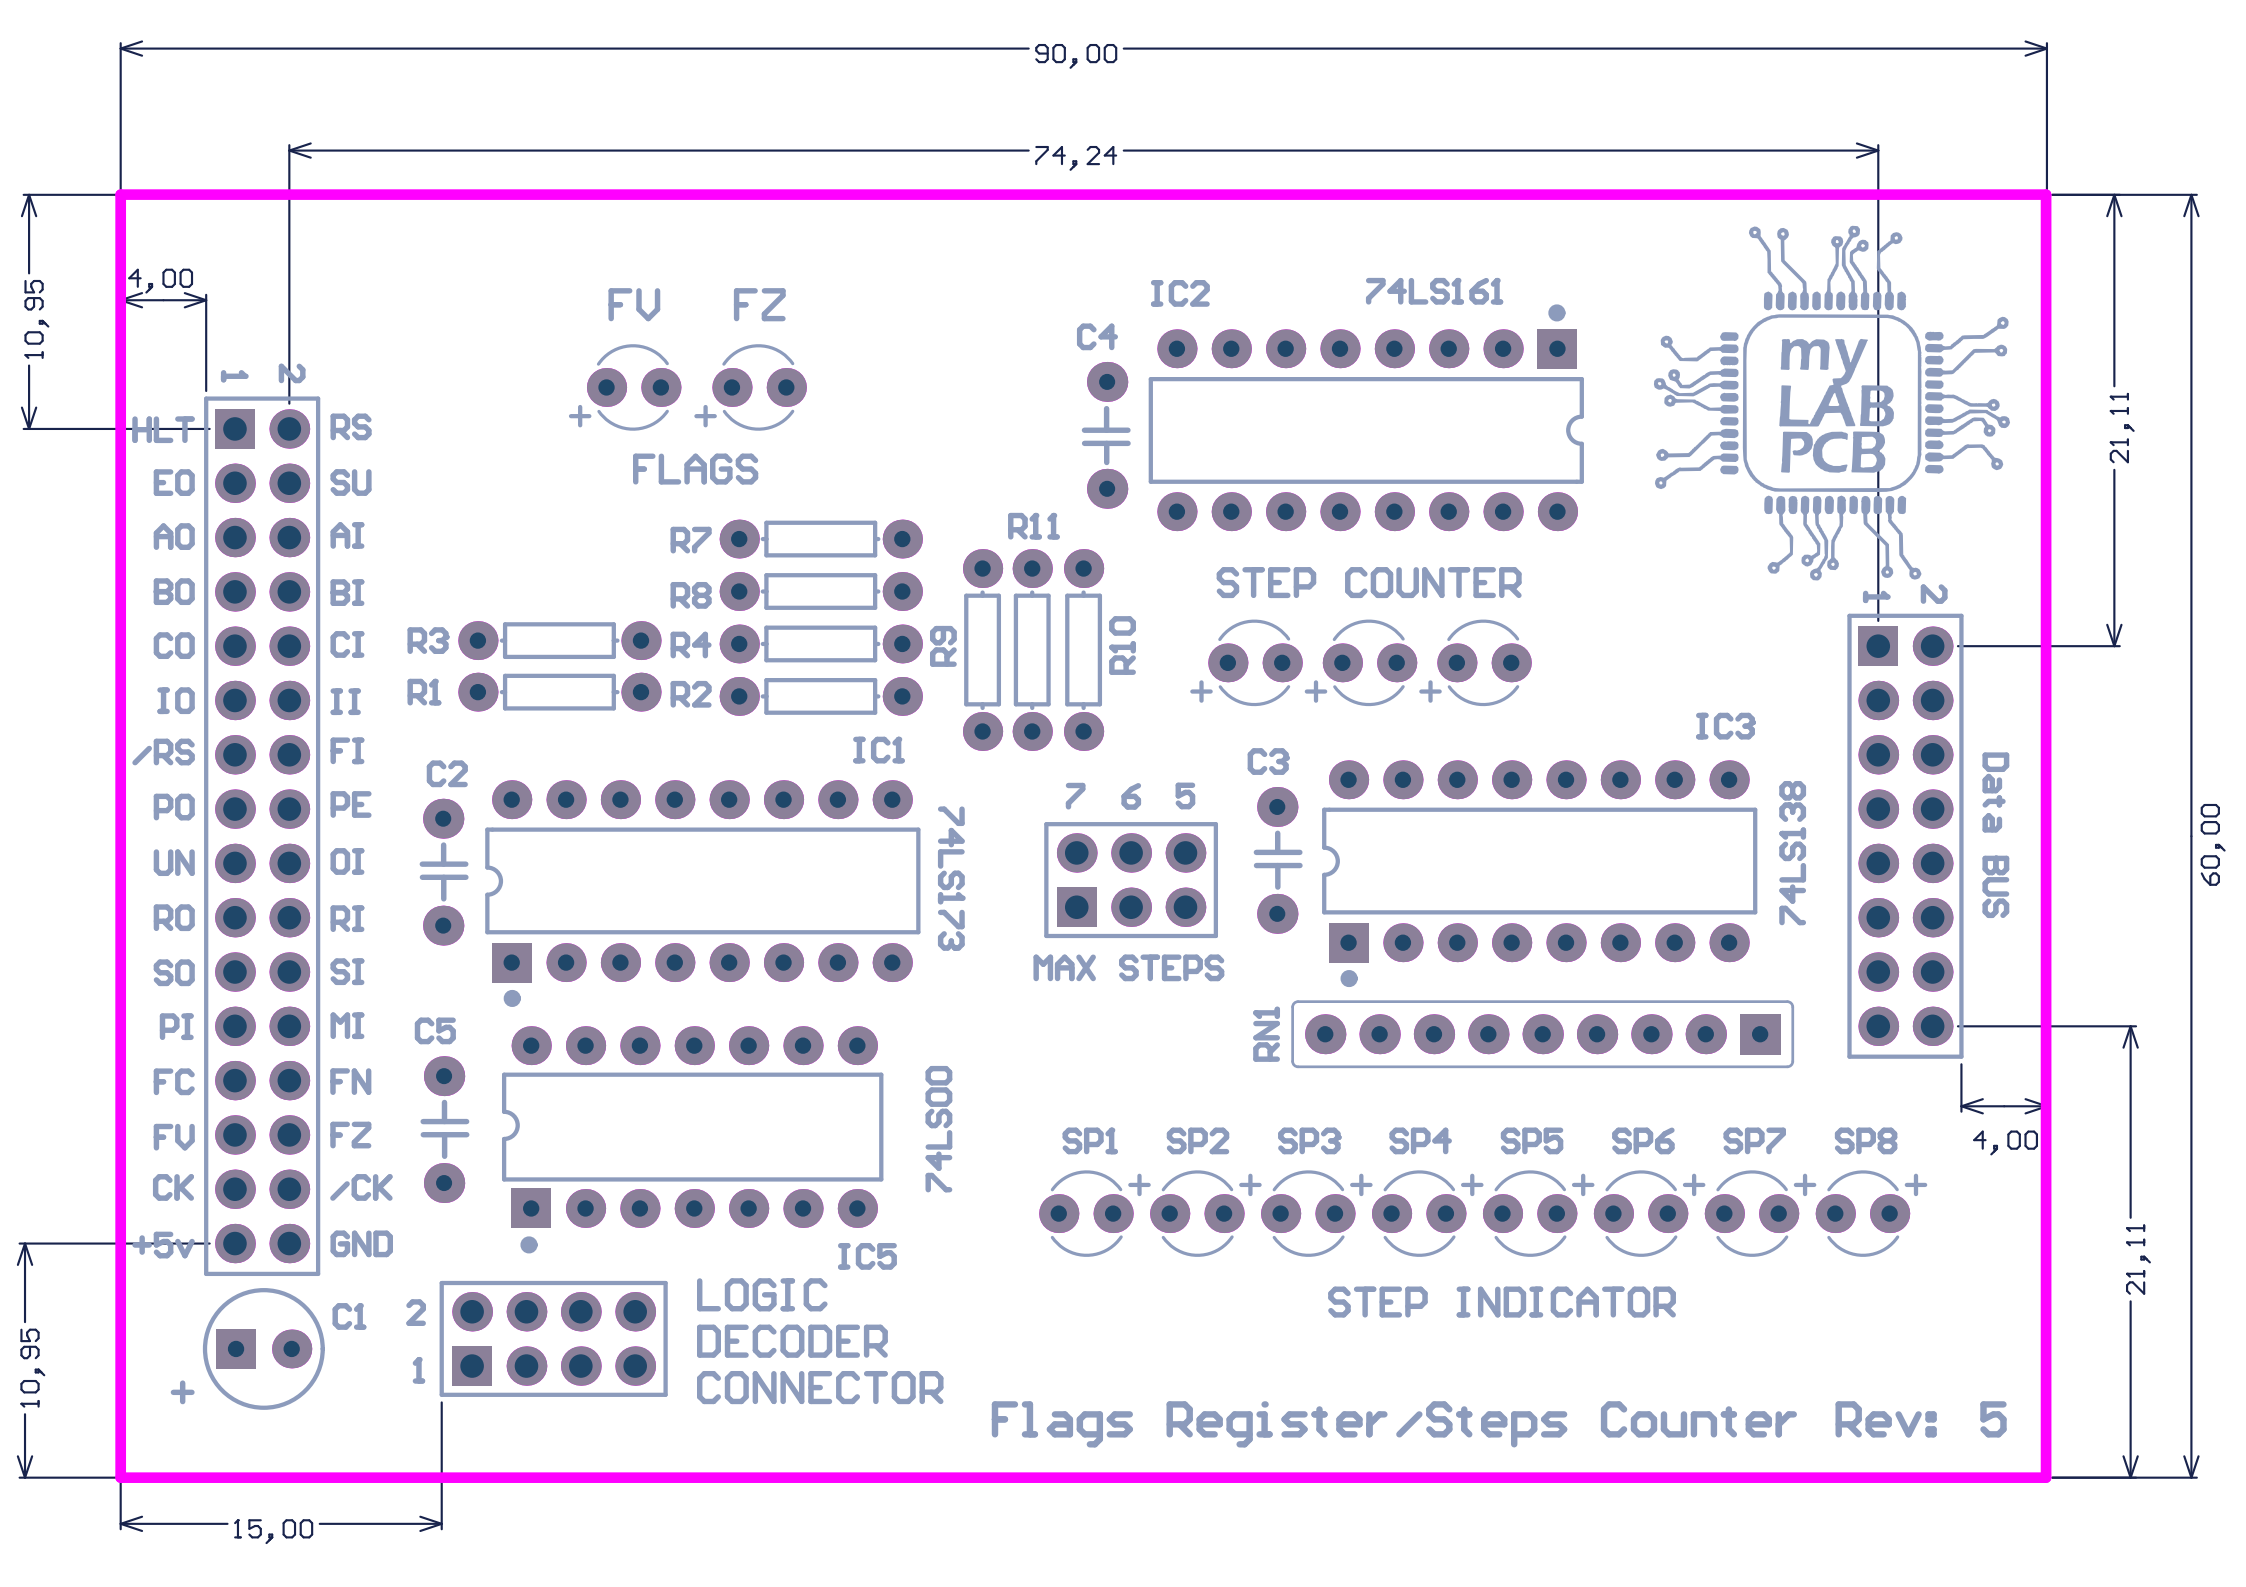 90,00
74,24
10,95
4,00
1 2
HLT RS
EO SU
AO AI
BO BI
CO CI
IO II
/RS FI
PO PE
UN OI
RO RI
SO SI
PI MI
FC FN
FV FZ
CK /CK
+5v GND
C1
+
10,95
15,00
FV FZ
+ +
FLAGS
R7
R8
R3 R4
R1 R2
R11
R9
R10
IC2 74LS161
C4
my
LAB
PCB
STEP COUNTER
+ + +
IC1
C2
74LS173
7 6 5
MAX STEPS
C3
IC3
74LS138
RN1
1 2
Data BUS
21,11
60,00
4,00
21,11
C5
74LS00
IC5
2
1
LOGIC
DECODER
CONNECTOR
SP1 SP2 SP3 SP4 SP5 SP6 SP7 SP8
+ + + + + + + +
STEP INDICATOR
Flags Register/Steps Counter Rev: 5